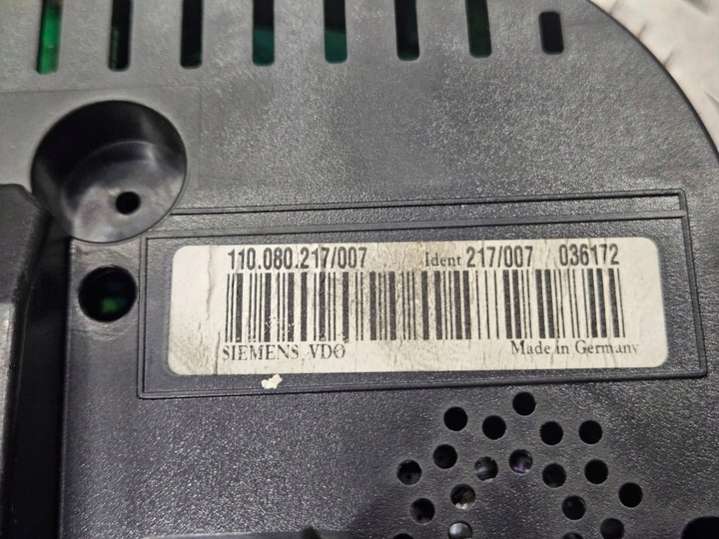 110.080.217/007 Ident 217/007 036172
SIEMENS VDO Made in Germany